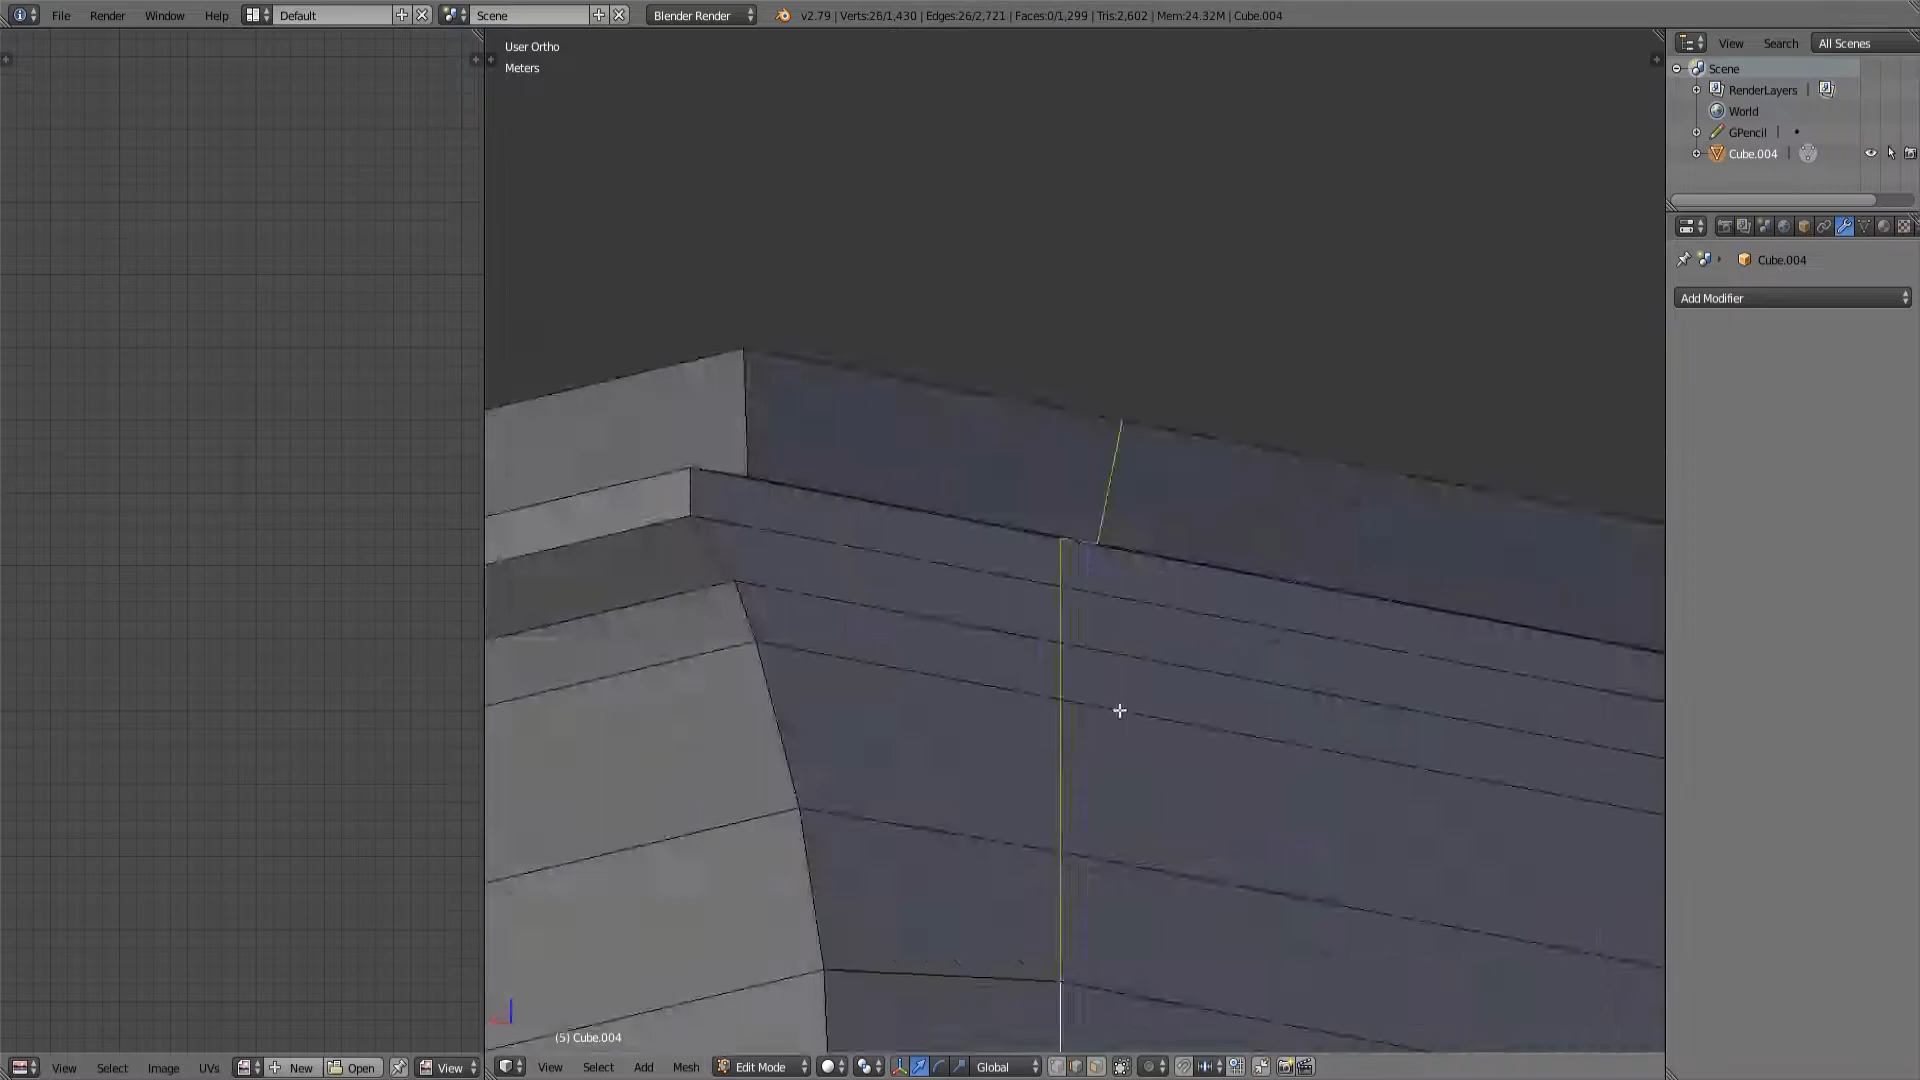 File Render Window Help Default Scene Blender Render v2.79 | Verts:26/1,430 | Edges:26/2,721 | Faces:0/1,299 | Tris:2,602 | Mem:24.32M | Cube.004
User Ortho
Meters
View Search All Scenes
Scene
RenderLayers
World
GPencil
Cube.004
Cube.004
Add Modifier
(5) Cube.004
View Select Image UVs New Open View
View Select Add Mesh Edit Mode Global